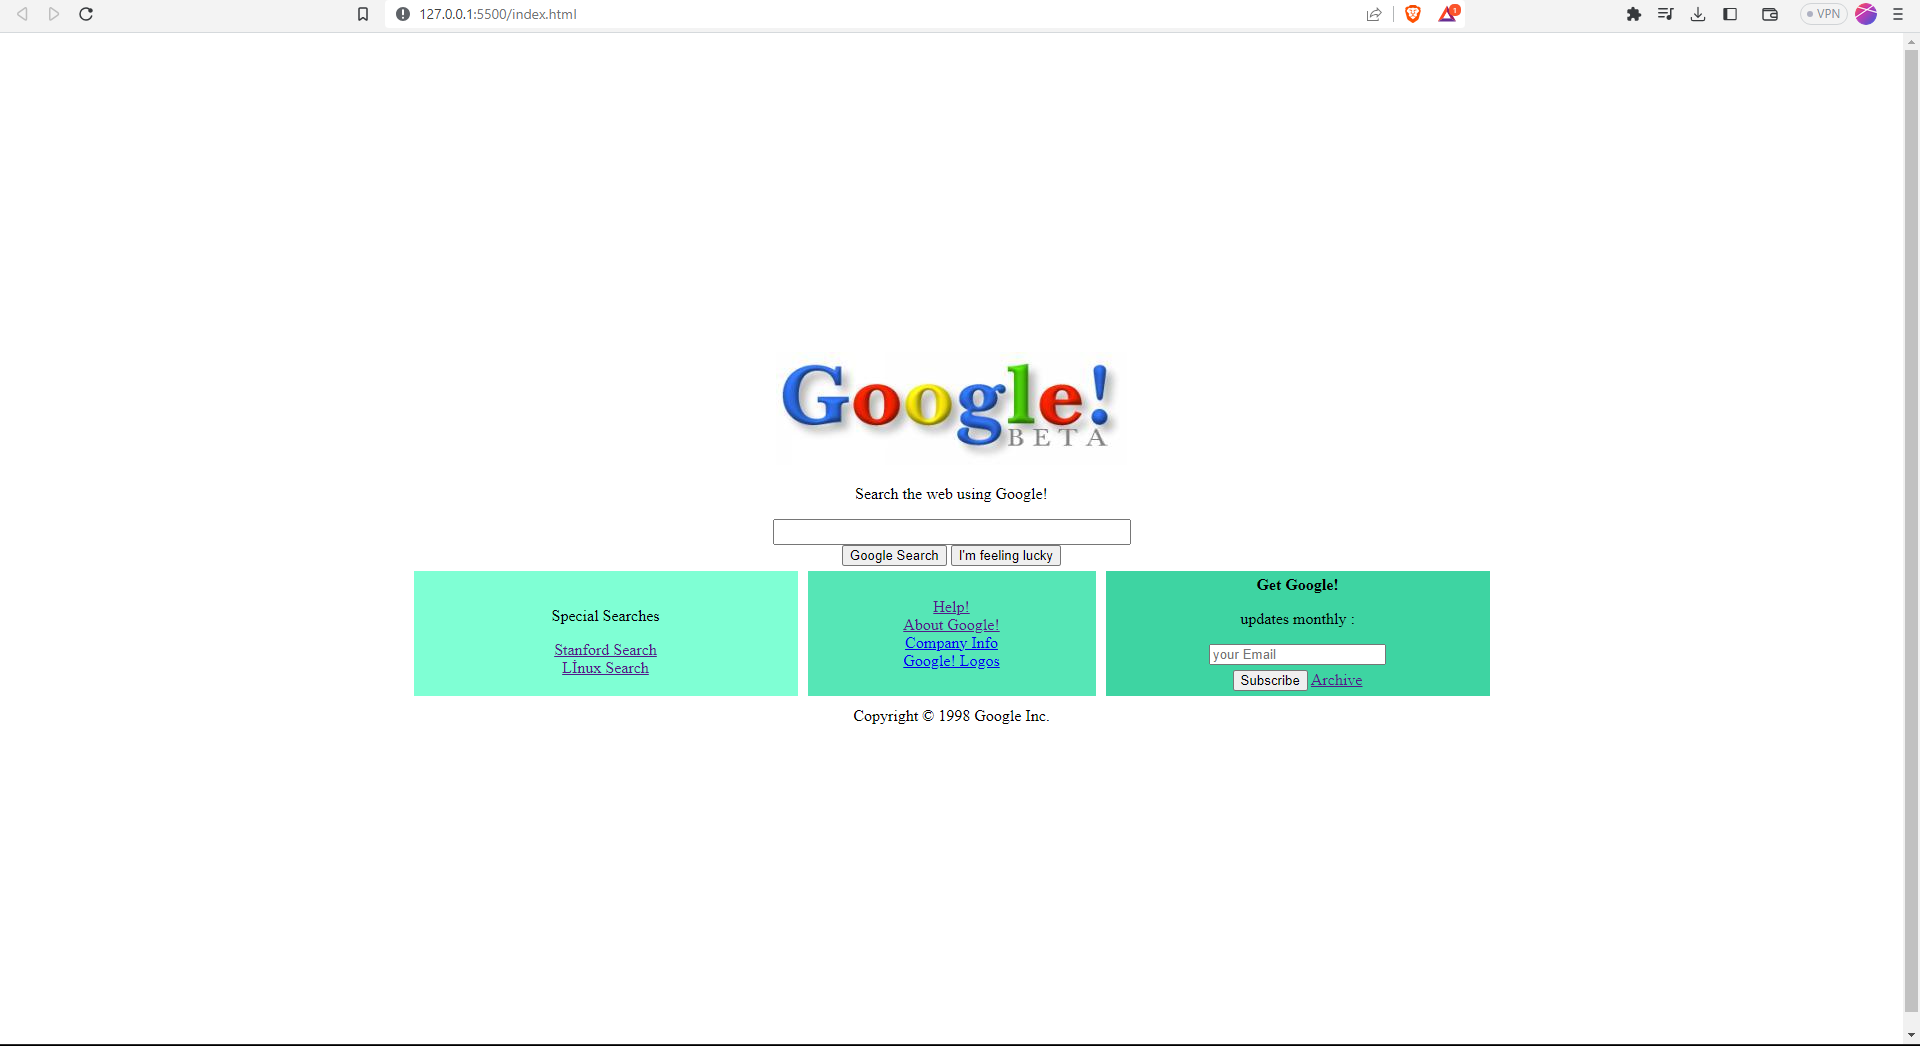 127.0.0.1:5500/index.html
1
VPN
Google!
BETA
Search the web using Google!
Google Search I'm feeling lucky
Special Searches
Stanford Search
LÍnux Search
Help!
About Google!
Company Info
Google! Logos
Get Google!
updates monthly :
your Email
Subscribe Archive
Copyright © 1998 Google Inc.